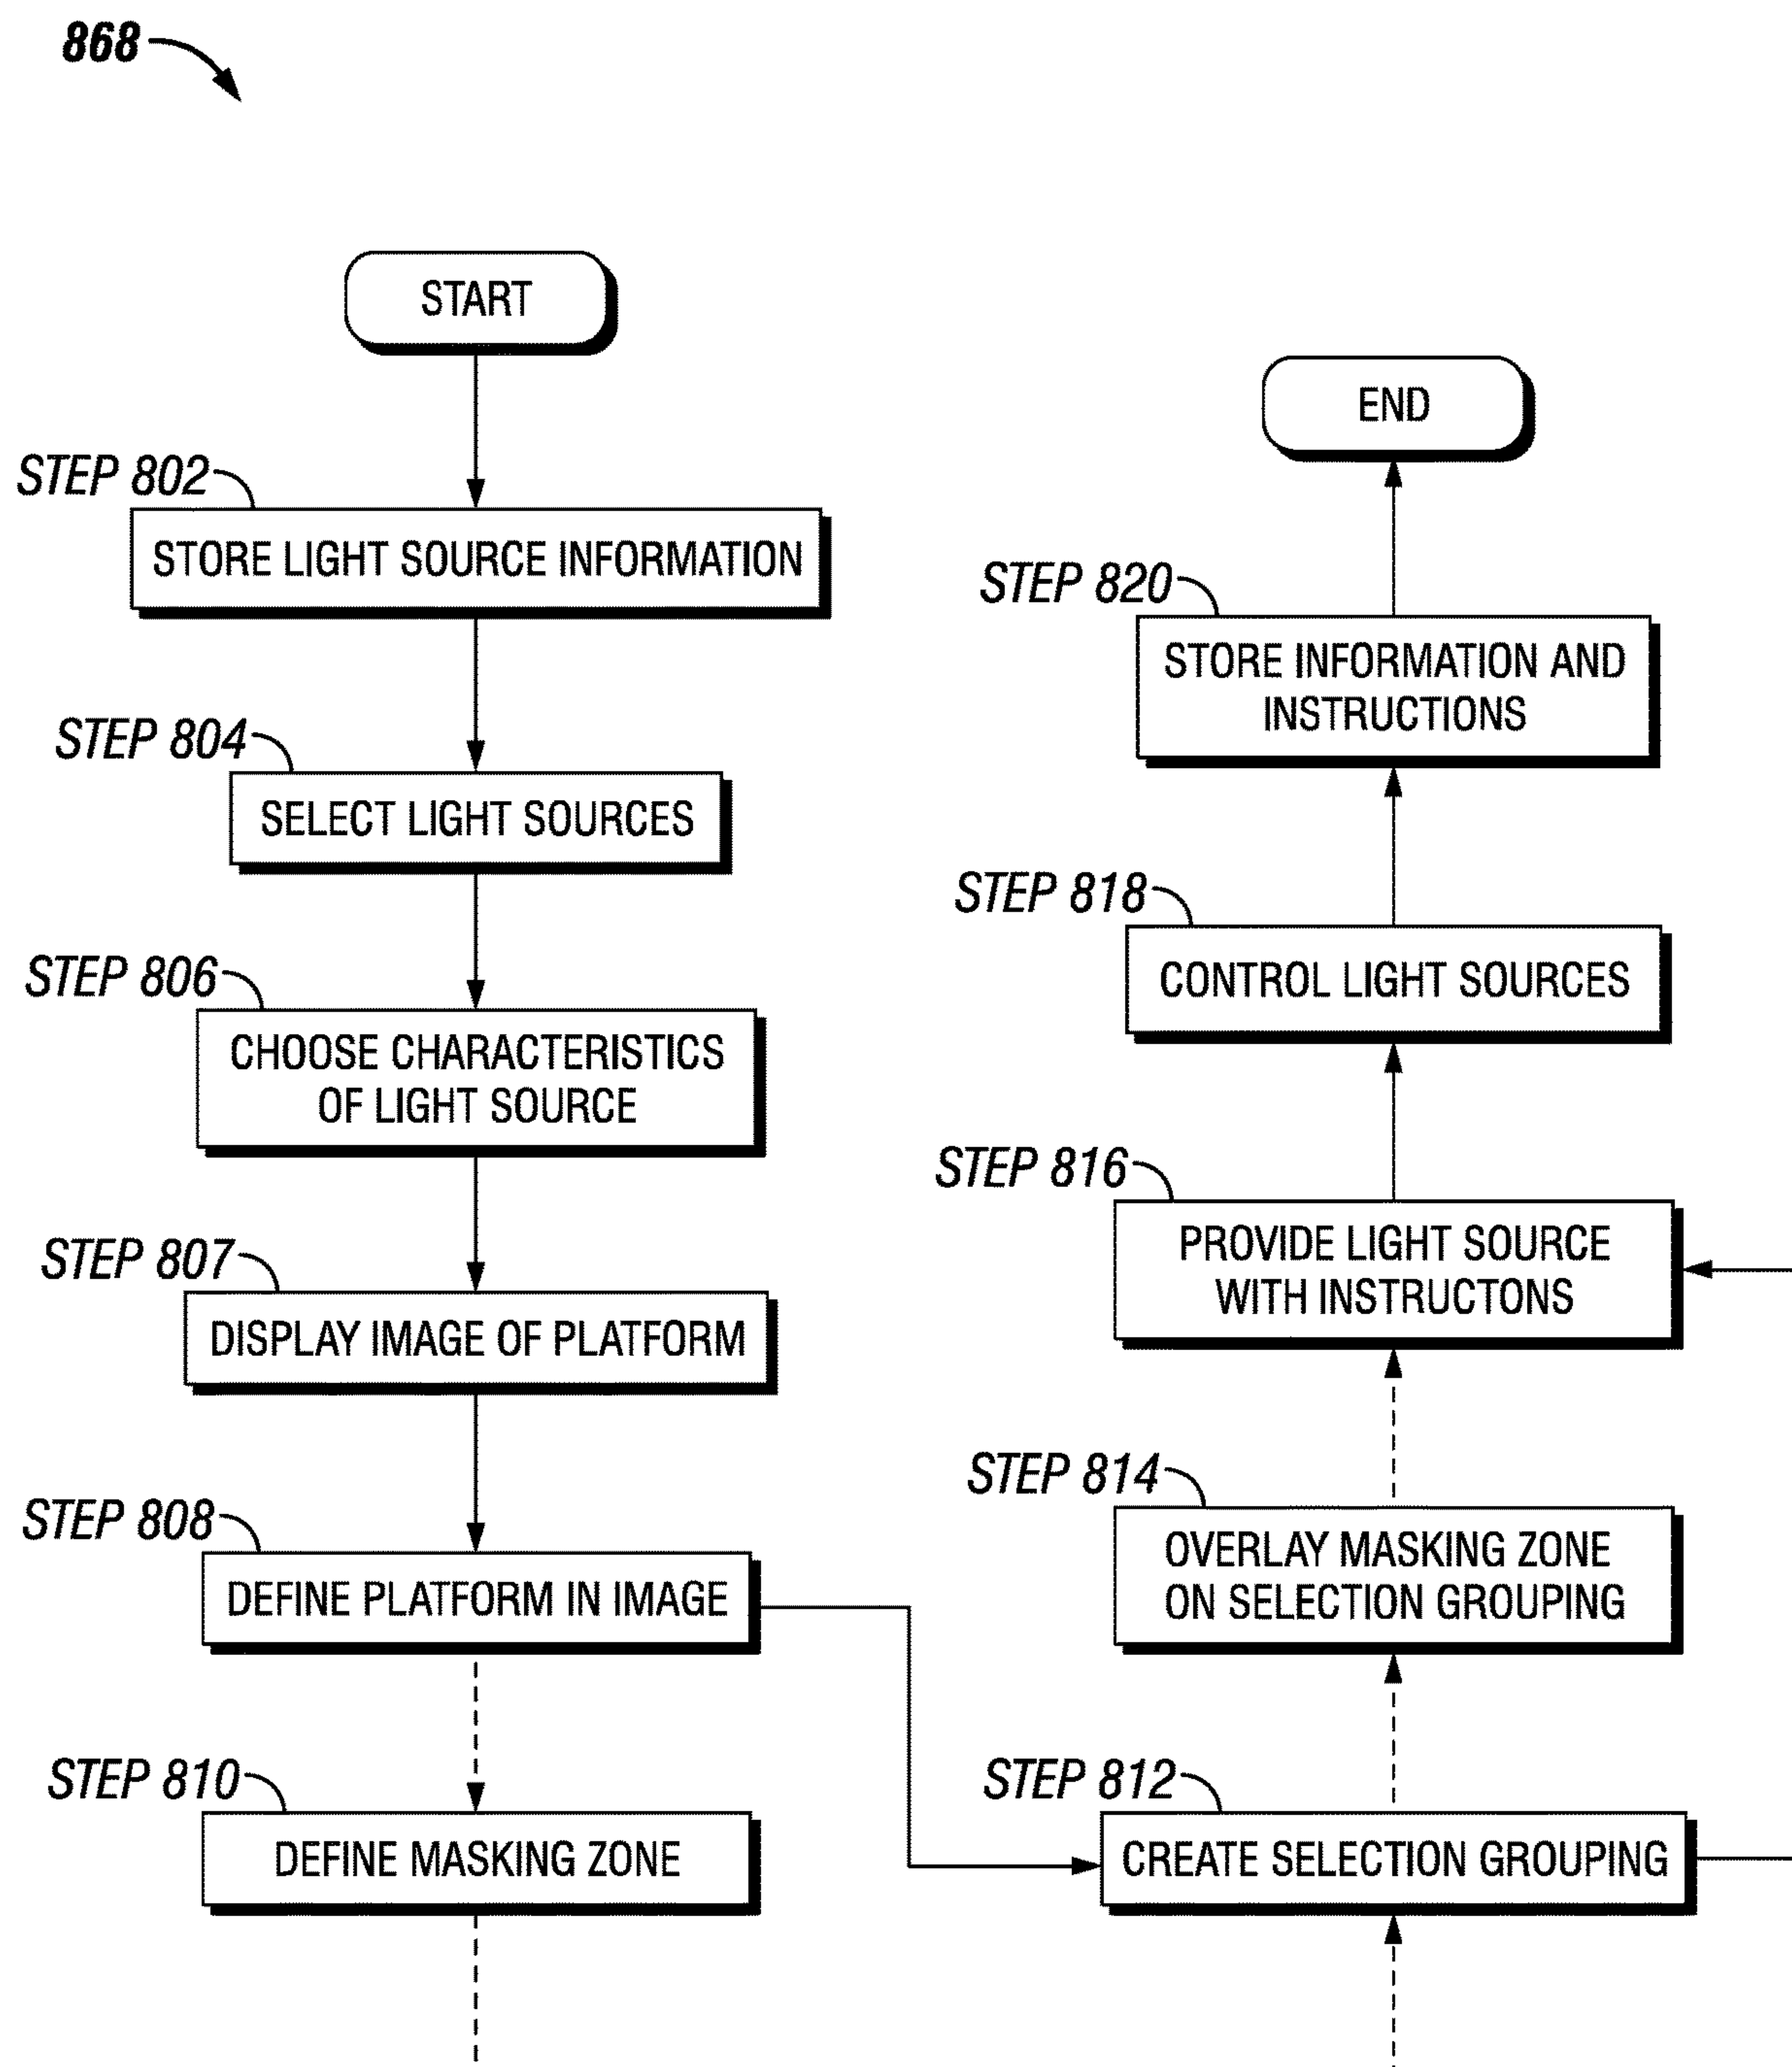 868
START
STEP 802
STORE LIGHT SOURCE INFORMATION
STEP 804
SELECT LIGHT SOURCES
STEP 806
CHOOSE CHARACTERISTICS
OF LIGHT SOURCE
STEP 807
DISPLAY IMAGE OF PLATFORM
STEP 808
DEFINE PLATFORM IN IMAGE
STEP 810
DEFINE MASKING ZONE
END
STEP 820
STORE INFORMATION AND
INSTRUCTIONS
STEP 818
CONTROL LIGHT SOURCES
STEP 816
PROVIDE LIGHT SOURCE
WITH INSTRUCTONS
STEP 814
OVERLAY MASKING ZONE
ON SELECTION GROUPING
STEP 812
CREATE SELECTION GROUPING